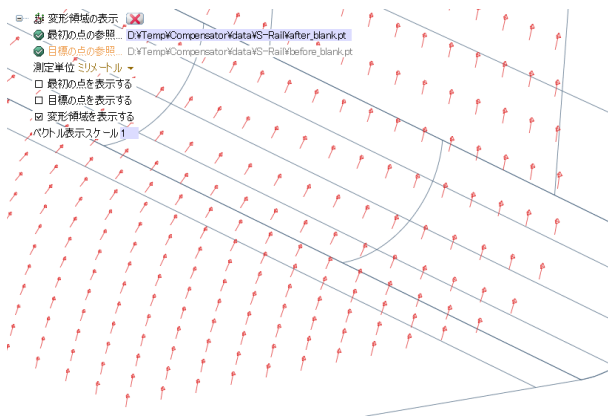 変形領域の表示
最初の点の参照... D:¥Temp¥Compensator¥data¥S-Rail¥after_blank.pt
目標の点の参照... D:¥Temp¥Compensator¥data¥S-Rail¥before_blank.pt
測定単位 ミリメートル
最初の点を表示する
目標の点を表示する
変形領域を表示する
ベクトル表示スケール 1